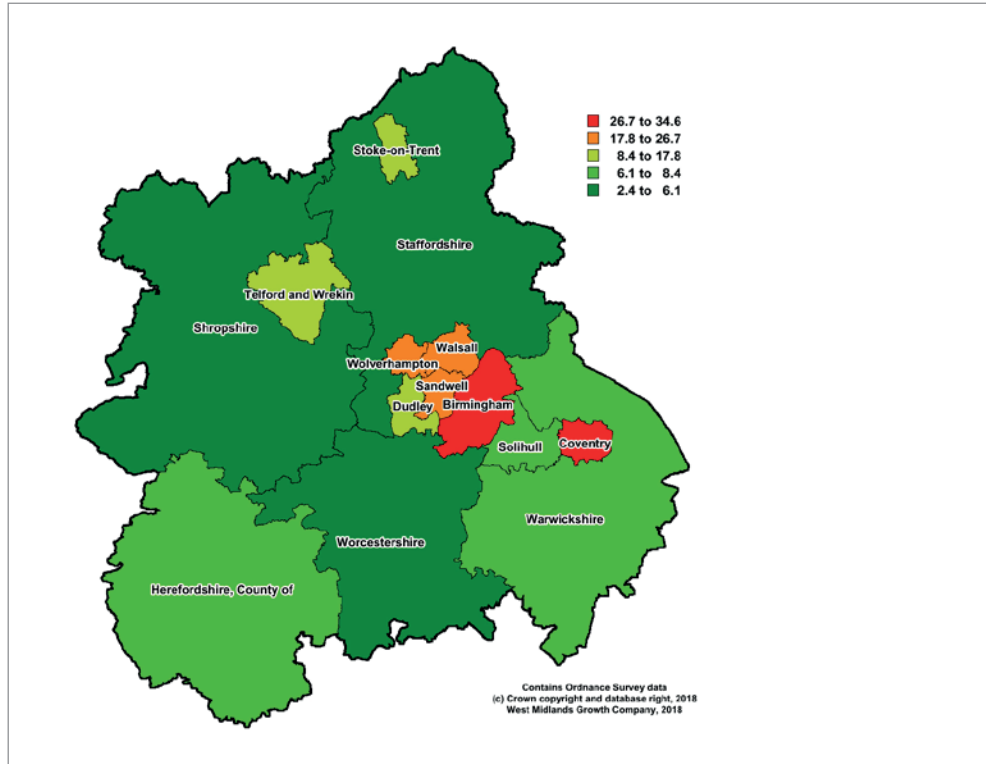 26.7 to 34.6
17.8 to 26.7
8.4 to 17.8
6.1 to 8.4
2.4 to 6.1
Stoke-on-Trent
Staffordshire
Telford and Wrekin
Shropshire
Walsall
Wolverhampton
Sandwell
Dudley
Birmingham
Solihull
Coventry
Warwickshire
Worcestershire
Herefordshire, County of
Contains Ordnance Survey data
(c) Crown copyright and database right, 2018
West Midlands Growth Company, 2018